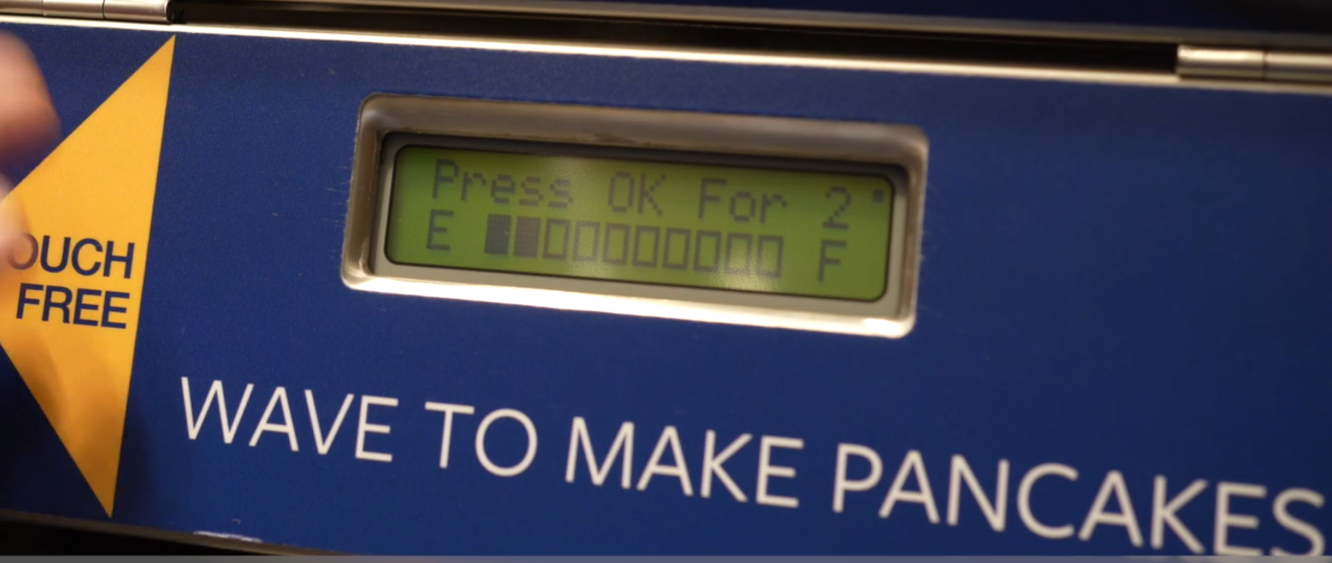 Press OK For 2
E F
OUCH
FREE
WAVE TO MAKE PANCAKES